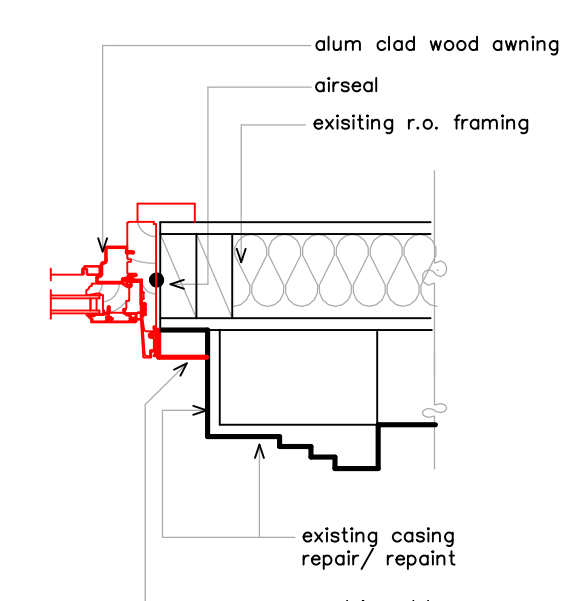 alum clad wood awning
airseal
exisiting r.o. framing
existing casing
repair/ repaint